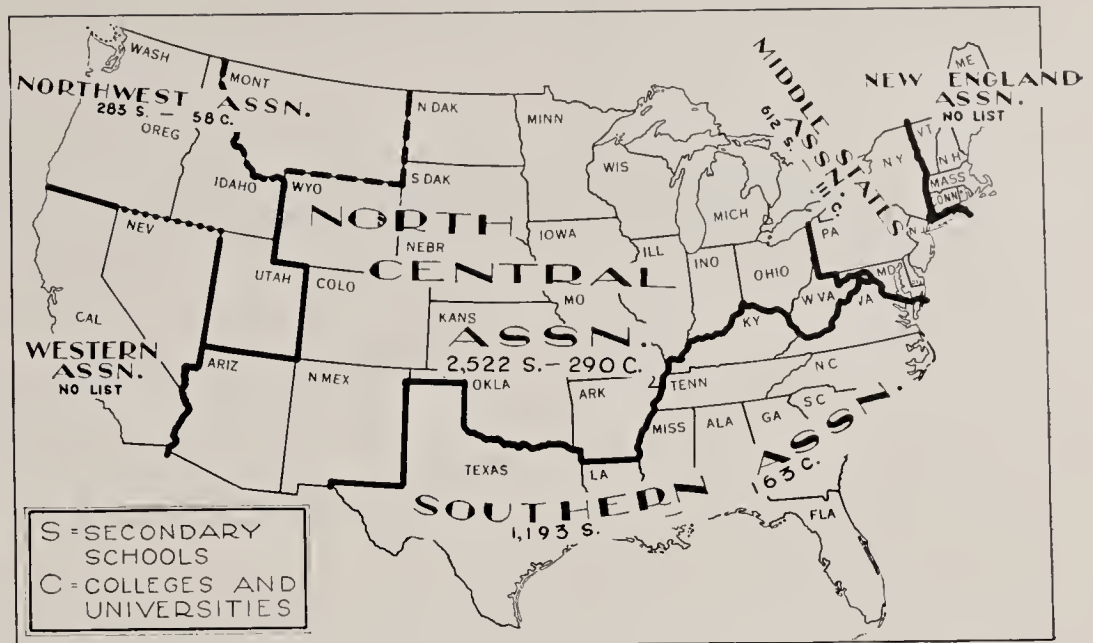 WASH
MONT
NORTHWEST ASSN.
283 S. — 58 C.
OREG
IDAHO
WYO
N DAK
S DAK
MINN
WIS
MICH
MIDDLE STATES
ASSN.
612 S. — 111 C.
NEW ENGLAND
ASSN.
NO LIST
ME
VT
NH
MASS
CONN
NY
PA
N J
MD
NORTH
CENTRAL
ASSN.
2,522 S. — 290 C.
NEBR
IOWA
ILL
INO
OHIO
W VA
VA
NEV
UTAH
COLO
KANS
MO
KY
CAL
WESTERN
ASSN.
NO LIST
ARIZ
N MEX
OKLA
ARK
TENN
NC
SC
MISS
ALA
GA
TEXAS
LA
FLA
SOUTHERN ASSN.
1,193 S.
163 C.
S = SECONDARY
SCHOOLS
C = COLLEGES AND
UNIVERSITIES